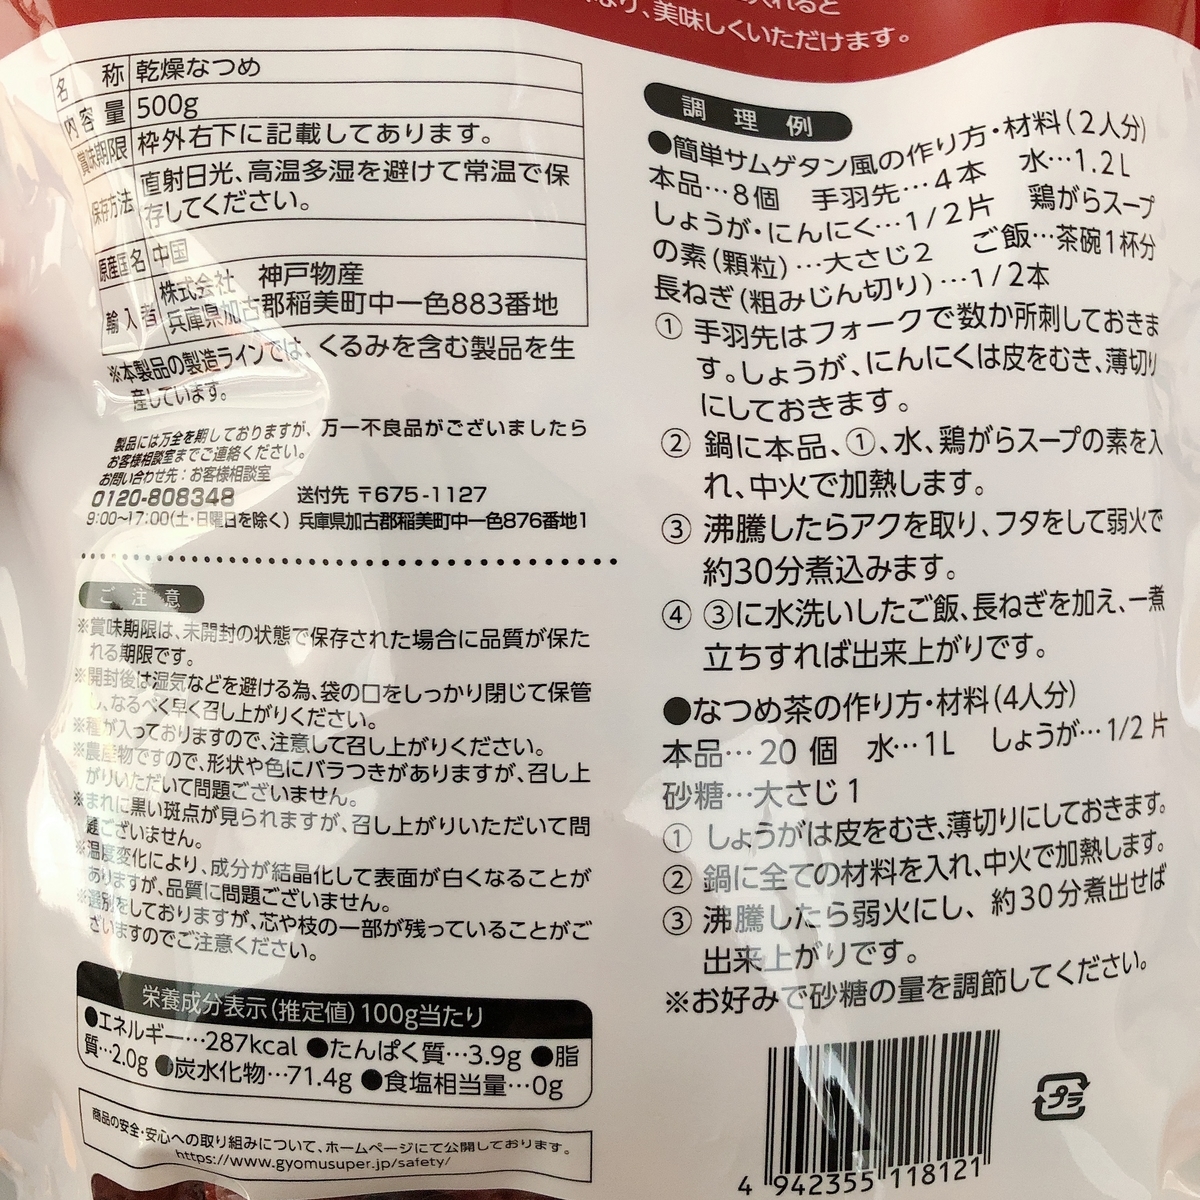 入れると
なり、美味しくいただけます。
名 称 乾燥なつめ
内容量 500g
賞味期限 枠外右下に記載してあります。
保存方法 直射日光、高温多湿を避けて常温で保
存してください。
原産国名 中国
輸入者 株式会社 神戸物産
兵庫県加古郡稲美町中一色883番地
※本製品の製造ラインでは、くるみを含む製品を生
産しています。
製品には万全を期しておりますが、万一不良品がございましたら
お客様相談室までご連絡ください。
お問い合わせ先：お客様相談室
0120-808348 送付先 〒675-1127
9:00~17:00(土・日曜日を除く) 兵庫県加古郡稲美町中一色876番地1
ご注意
※賞味期限は、未開封の状態で保存された場合に品質が保た
れる期限です。
※開封後は湿気などを避ける為、袋の口をしっかり閉じて保管
し、なるべく早く召し上がりください。
※種が入っておりますので、注意して召し上がりください。
※農産物ですので、形状や色にバラつきがありますが、召し上
がりいただいて問題ございません。
※まれに黒い斑点が見られますが、召し上がりいただいて問
題ございません。
※温度変化により、成分が結晶化して表面が白くなることが
ありますが、品質に問題ございません。
※選別をしておりますが、芯や枝の一部が残っていることがご
ざいますのでご注意ください。
栄養成分表示(推定値)100g当たり
●エネルギー…287kcal ●たんぱく質…3.9g ●脂
質…2.0g ●炭水化物…71.4g ●食塩相当量…0g
商品の安全・安心への取り組みについて、ホームページにて公開しております。
https://www.gyomusuper.jp/safety/
調理例
●簡単サムゲタン風の作り方・材料(2人分)
本品…8個 手羽先…4本 水…1.2L
しょうが・にんにく…1/2片 鶏がらスープ
の素(顆粒)…大さじ2 ご飯…茶碗1杯分
長ねぎ(粗みじん切り)…1/2本
① 手羽先はフォークで数か所刺しておきま
す。しょうが、にんにくは皮をむき、薄切り
にしておきます。
② 鍋に本品、①、水、鶏がらスープの素を入
れ、中火で加熱します。
③ 沸騰したらアクを取り、フタをして弱火で
約30分煮込みます。
④ ③に水洗いしたご飯、長ねぎを加え、一煮
立ちすれば出来上がりです。
●なつめ茶の作り方・材料(4人分)
本品…20個 水…1L しょうが…1/2片
砂糖…大さじ1
① しょうがは皮をむき、薄切りにしておきます。
② 鍋に全ての材料を入れ、中火で加熱します。
③ 沸騰したら弱火にし、約30分煮出せば
出来上がりです。
※お好みで砂糖の量を調節してください。
プラ
4 942355 118121